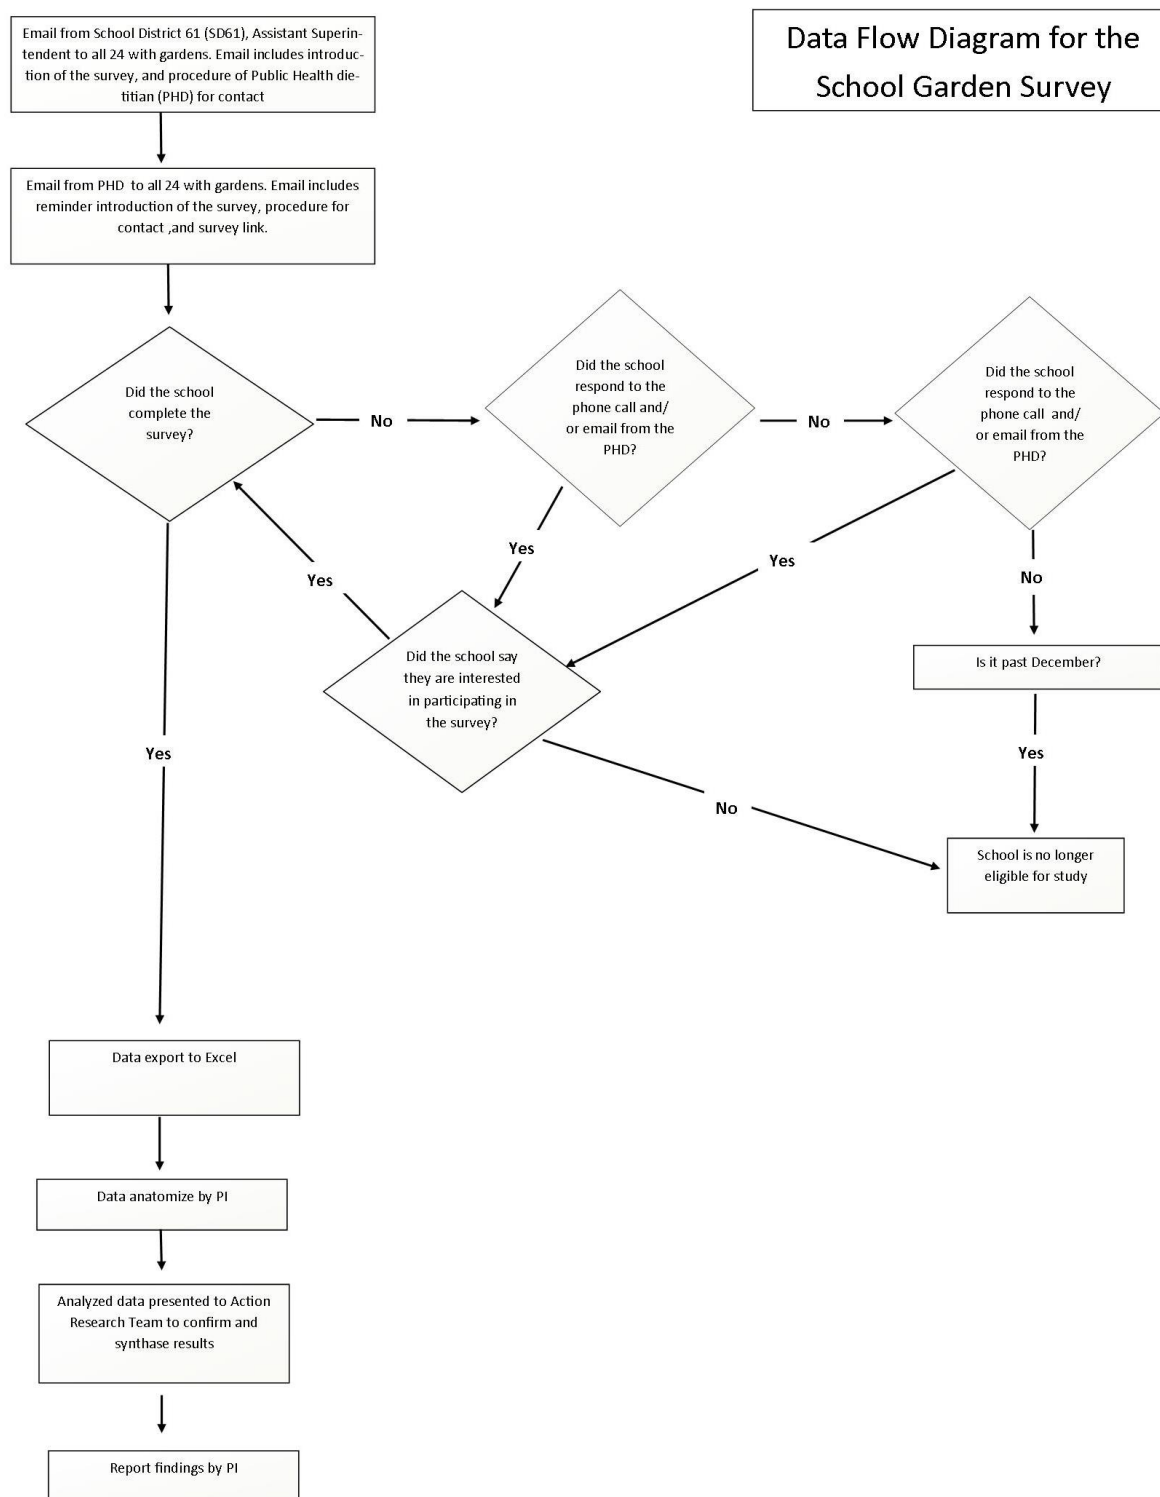 Data Flow Diagram for the
School Garden Survey
Email from School District 61 (SD61), Assistant Superin-
tendent to all 24 with gardens. Email includes introduc-
tion of the survey, and procedure of Public Health die-
titian (PHD) for contact
Email from PHD  to all 24 with gardens. Email includes
reminder introduction of the survey, procedure for
contact ,and survey link.
Did the school
complete the
survey?
No
Did the school
respond to the
phone call and/
or email from the
PHD?
No
Did the school
respond to the
phone call  and/
or email from the
PHD?
Yes
Yes
Yes
No
Did the school say
they are interested
in participating in
the survey?
Is it past December?
Yes
Yes
No
School is no longer
eligible for study
Data export to Excel
Data anatomize by PI
Analyzed data presented to Action
Research Team to confirm and
synthase results
Report findings by PI